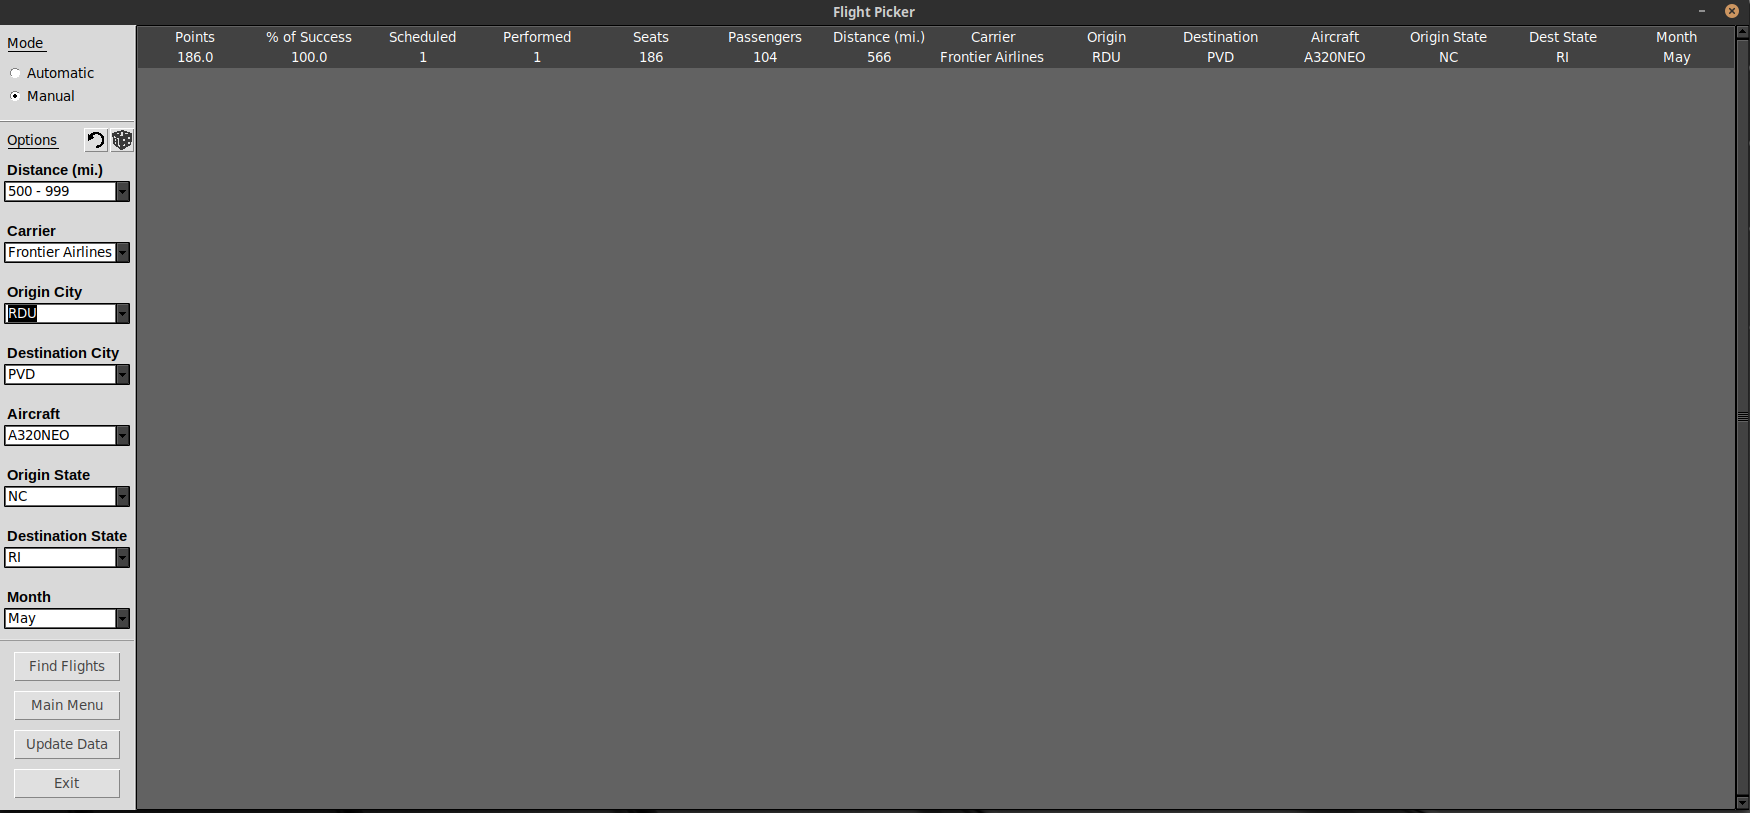 Flight Picker
Mode
Automatic
Manual
Options
Distance (mi.)
500 - 999
Carrier
Frontier Airlines
Origin City
RDU
Destination City
PVD
Aircraft
A320NEO
Origin State
NC
Destination State
RI
Month
May
Find Flights
Main Menu
Update Data
Exit
Points % of Success Scheduled Performed Seats Passengers Distance (mi.) Carrier Origin Destination Aircraft Origin State Dest State Month
186.0 100.0 1 1 186 104 566 Frontier Airlines RDU PVD A320NEO NC RI May